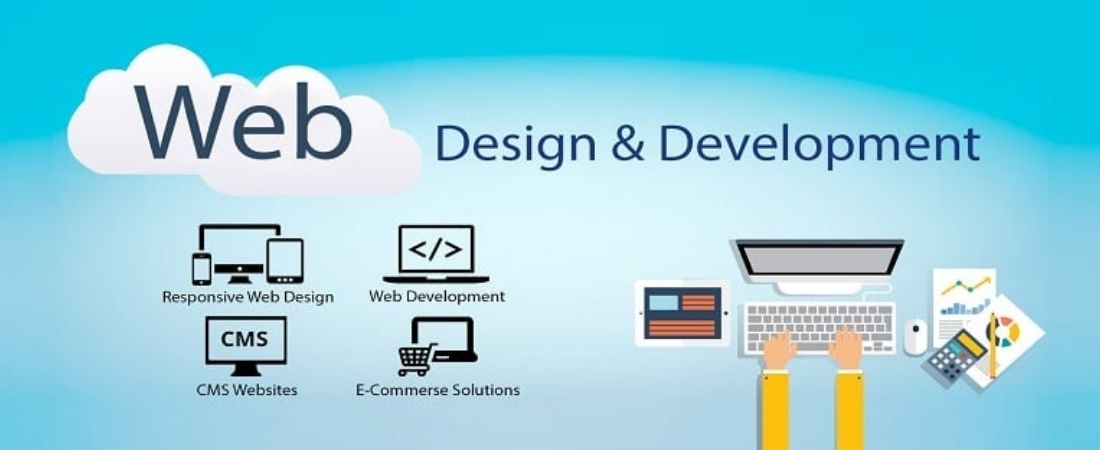 Web
Design & Development
</>
Responsive Web Design
Web Development
CMS
CMS Websites
E-Commerse Solutions